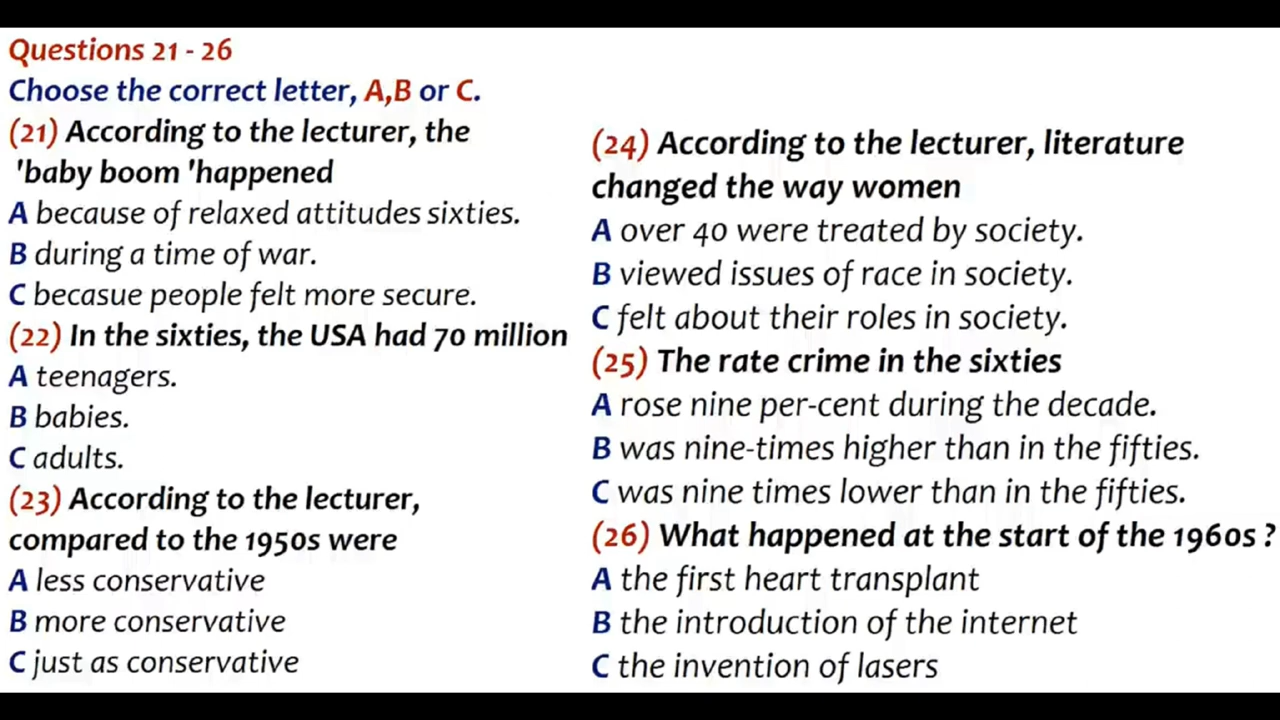 Questions 21 - 26
Choose the correct letter, A,B or C.
(21) According to the lecturer, the
'baby boom 'happened
A because of relaxed attitudes sixties.
B during a time of war.
C becasue people felt more secure.
(22) In the sixties, the USA had 70 million
A teenagers.
B babies.
C adults.
(23) According to the lecturer,
compared to the 1950s were
A less conservative
B more conservative
C just as conservative
(24) According to the lecturer, literature
changed the way women
A over 40 were treated by society.
B viewed issues of race in society.
C felt about their roles in society.
(25) The rate crime in the sixties
A rose nine per-cent during the decade.
B was nine-times higher than in the fifties.
C was nine times lower than in the fifties.
(26) What happened at the start of the 1960s ?
A the first heart transplant
B the introduction of the internet
C the invention of lasers